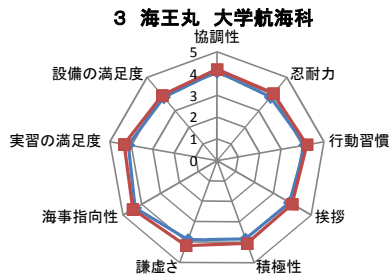 ３ 海王丸 大学航海科
協調性
忍耐力
行動習慣
挨拶
積極性
謙虚さ
海事指向性
実習の満足度
設備の満足度
5
4
3
2
1
0